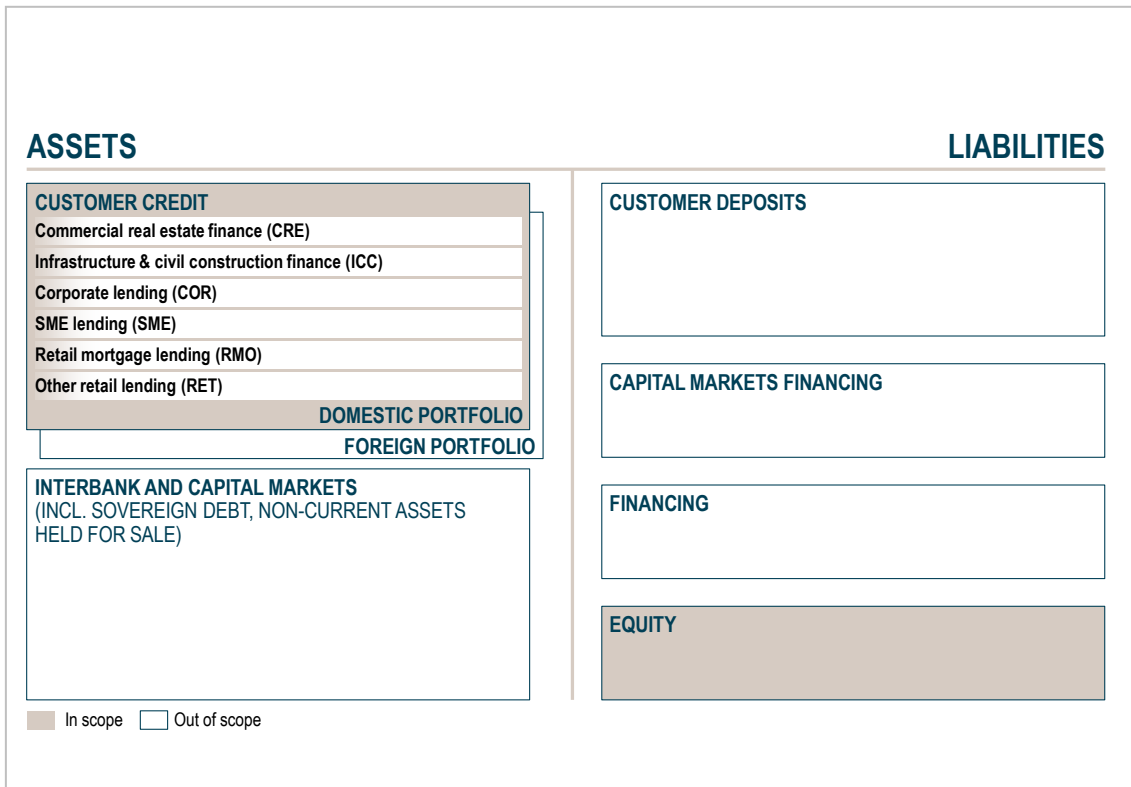 ASSETS
LIABILITIES
CUSTOMER CREDIT
Commercial real estate finance (CRE)
Infrastructure & civil construction finance (ICC)
Corporate lending (COR)
SME lending (SME)
Retail mortgage lending (RMO)
Other retail lending (RET)
DOMESTIC PORTFOLIO
FOREIGN PORTFOLIO
INTERBANK AND CAPITAL MARKETS
(INCL. SOVEREIGN DEBT, NON-CURRENT ASSETS
HELD FOR SALE)
CUSTOMER DEPOSITS
CAPITAL MARKETS FINANCING
FINANCING
EQUITY
In scope
Out of scope